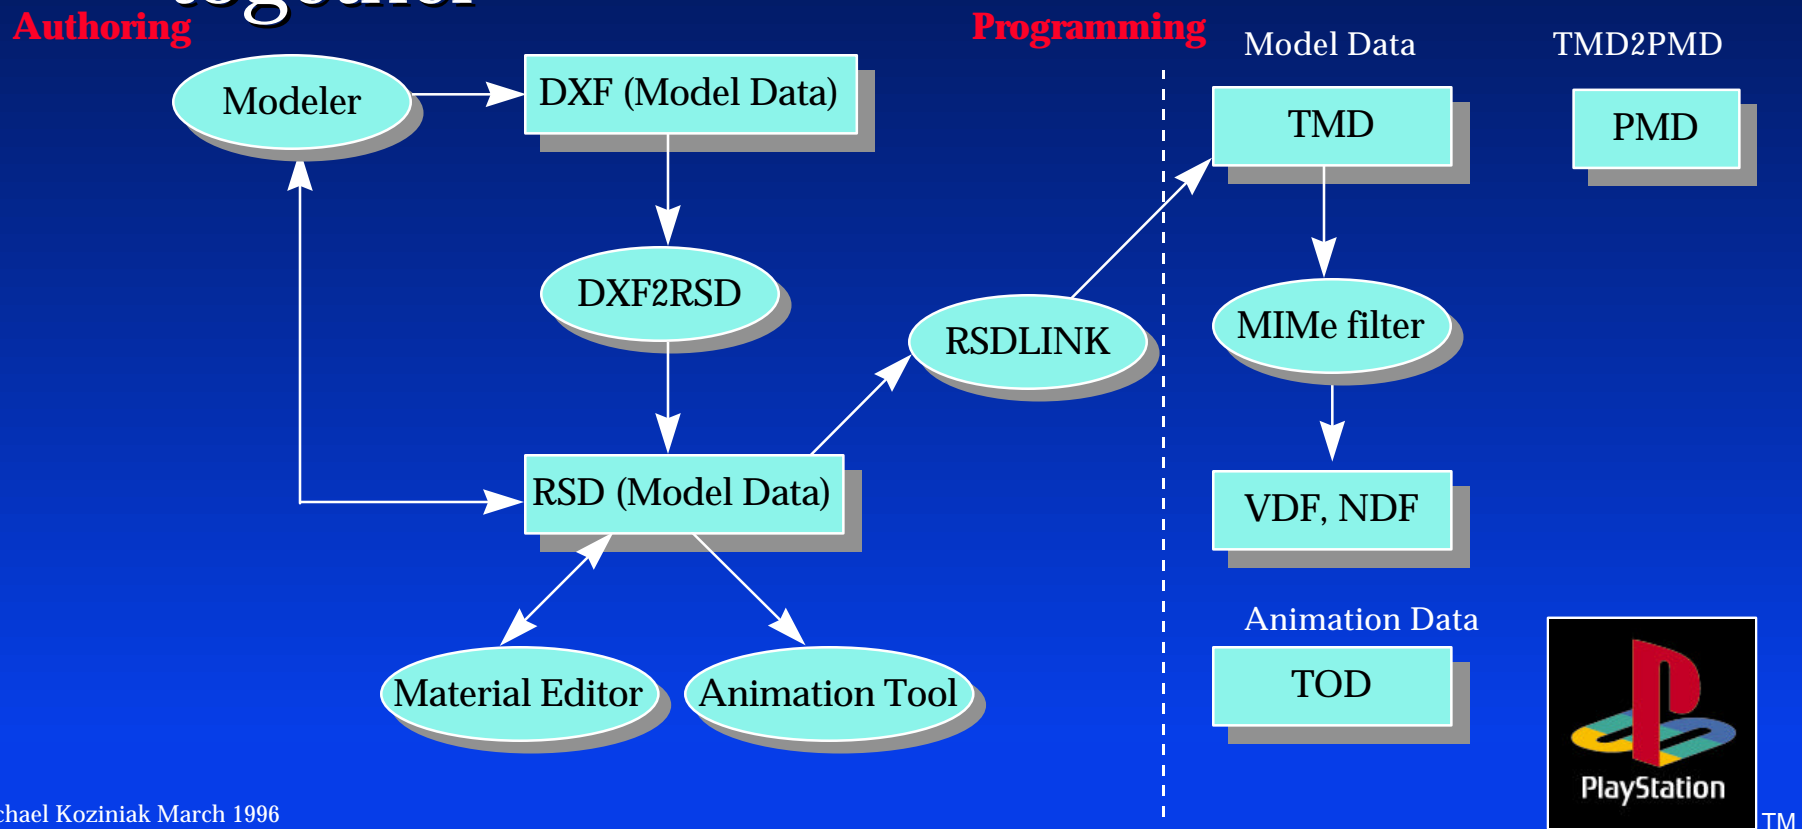 together
Authoring
Programming
Model Data
TMD2PMD
Modeler
DXF (Model Data)
TMD
PMD
DXF2RSD
RSDLINK
MIMe filter
RSD (Model Data)
VDF, NDF
Animation Data
Material Editor
Animation Tool
TOD
PlayStation
TM
chael Koziniak March 1996